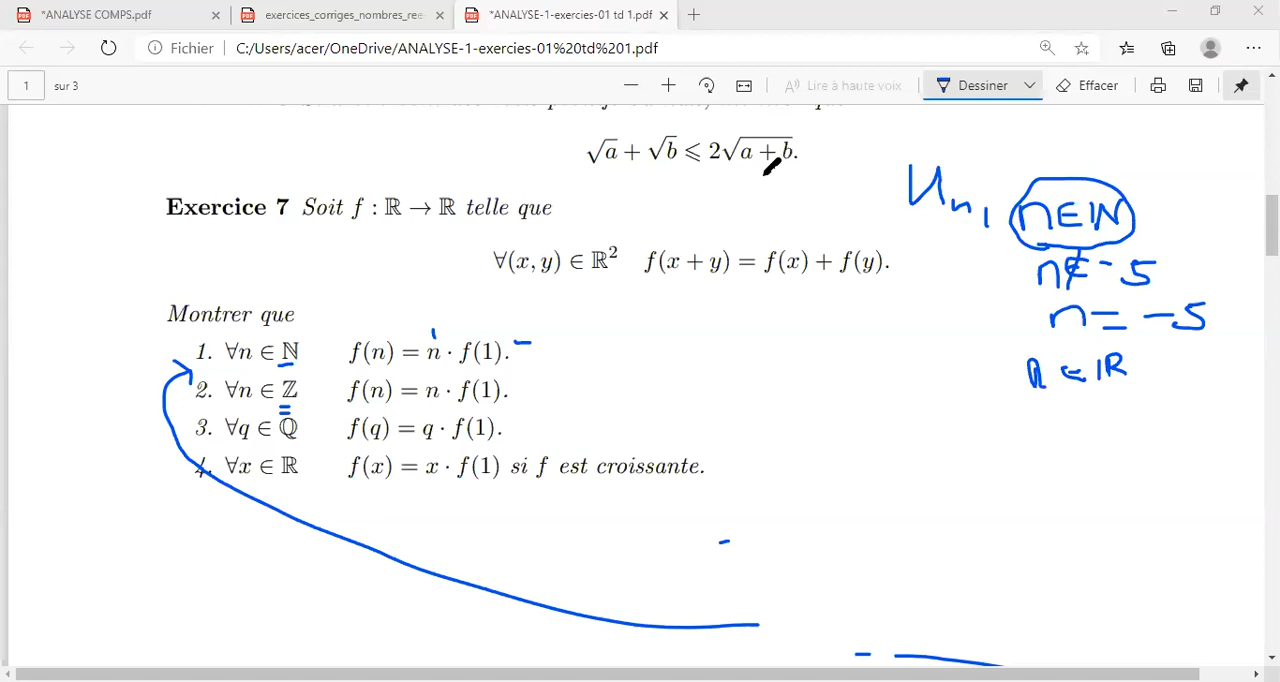 *ANALYSE COMPS.pdf
exercices_corriges_nombres_ree
*ANALYSE-1-exercies-01 td 1.pdf
Fichier
C:/Users/acer/OneDrive/ANALYSE-1-exercies-01%20td%201.pdf
1 sur 3
Lire à haute voix
Dessiner
Effacer
√a + √b ⩽ 2√(a + b).
Exercice 7 Soit f : ℝ → ℝ telle que
∀(x, y) ∈ ℝ² f(x + y) = f(x) + f(y).
Montrer que
1. ∀n ∈ ℕ f(n) = n · f(1).
2. ∀n ∈ ℤ f(n) = n · f(1).
3. ∀q ∈ ℚ f(q) = q · f(1).
4. ∀x ∈ ℝ f(x) = x · f(1) si f est croissante.
Un, n∈ℕ
n = -5
∈ ℝ